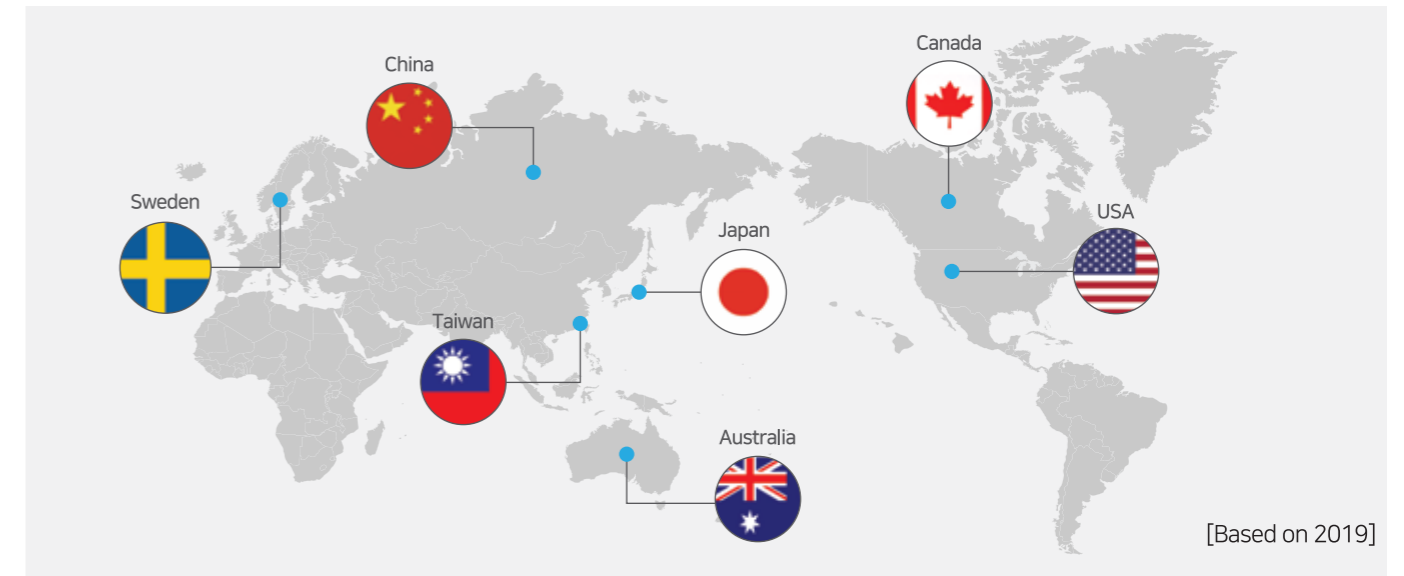 Canada
China
Sweden
USA
Japan
Taiwan
Australia
[Based on 2019]